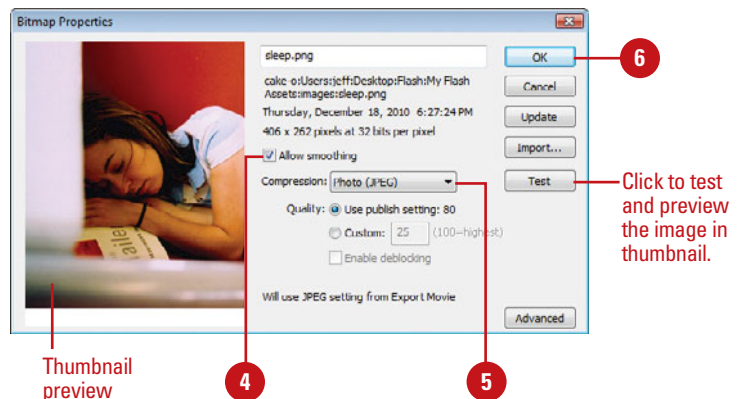 Bitmap Properties
sleep.png
OK
6
cake-o:Users:jeff:Desktop:Flash:My Flash
Assets:images:sleep.png
Cancel
Thursday, December 18, 2010 6:27:24 PM
Update
406 x 262 pixels at 32 bits per pixel
Allow smoothing
Import...
Compression: Photo (JPEG)
Test
Click to test
and preview
the image in
thumbnail.
Quality: Use publish setting: 80
Custom: 25 (100=highest)
Enable deblocking
Will use JPEG setting from Export Movie
Advanced
Thumbnail
preview
4
5